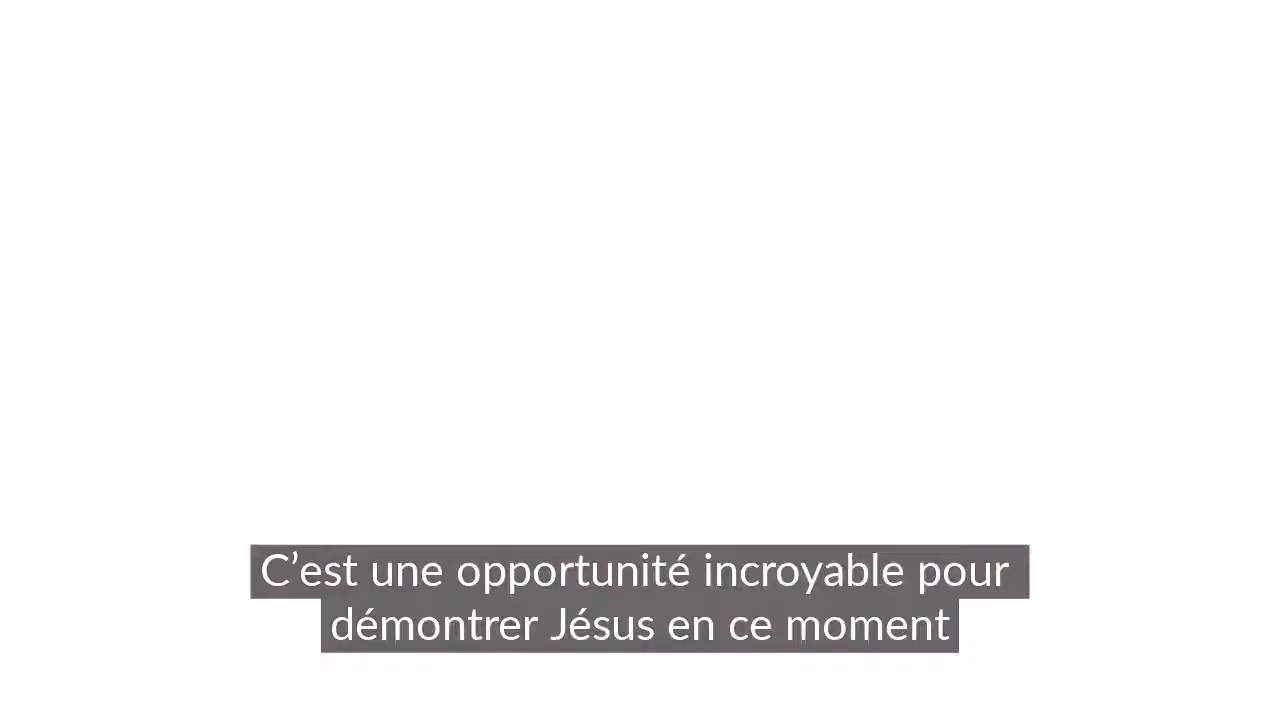 C’est une opportunité incroyable pour
démontrer Jésus en ce moment